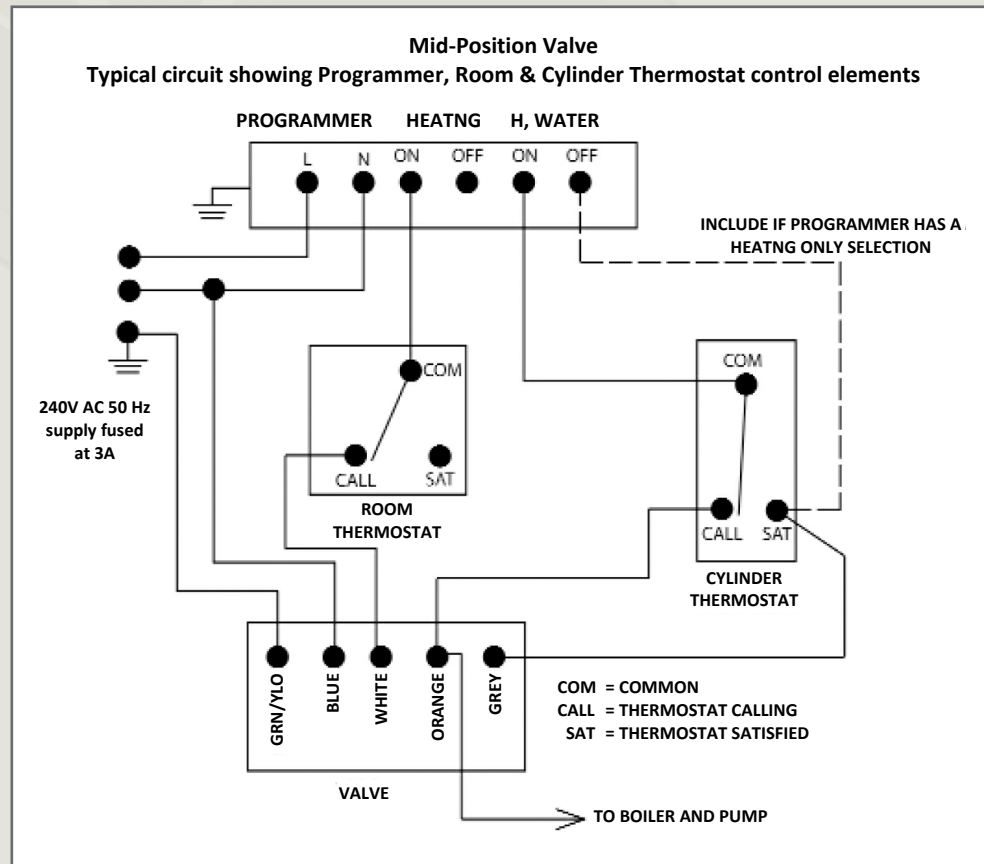 Mid-Position Valve
Typical circuit showing Programmer, Room & Cylinder Thermostat control elements
PROGRAMMER HEATNG H, WATER
L N ON OFF ON OFF
INCLUDE IF PROGRAMMER HAS A
HEATNG ONLY SELECTION
240V AC 50 Hz
supply fused
at 3A
COM
CALL SAT
ROOM
THERMOSTAT
COM
CALL SAT
CYLINDER
THERMOSTAT
GRN/YLO
BLUE
WHITE
ORANGE
GREY
COM = COMMON
CALL = THERMOSTAT CALLING
SAT = THERMOSTAT SATISFIED
VALVE
TO BOILER AND PUMP